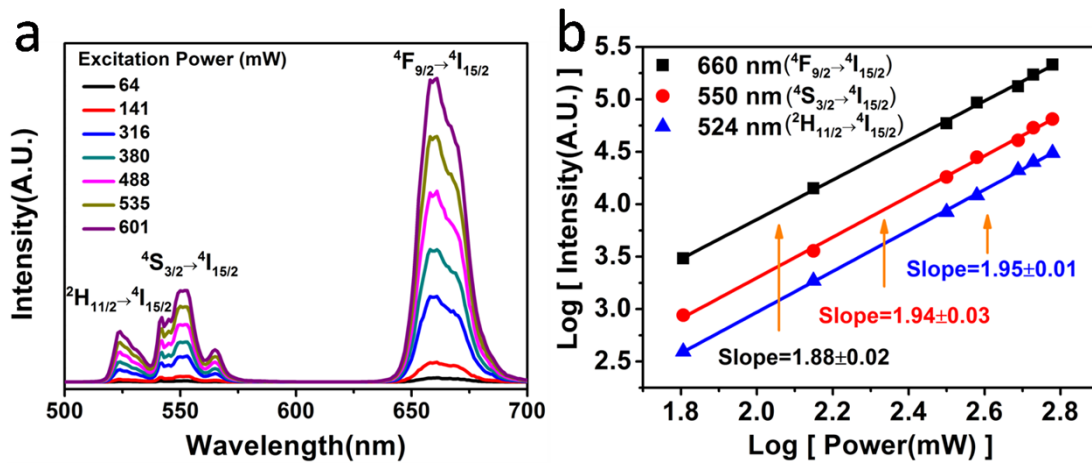 a
Excitation Power (mW)
64
141
316
380
488
535
601
⁴F₉/₂→⁴I₁₅/₂
⁴S₃/₂→⁴I₁₅/₂
²H₁₁/₂→⁴I₁₅/₂
Intensity(A.U.)
500 550 600 650 700
Wavelength(nm)
b
5.5
5.0
4.5
4.0
3.5
3.0
2.5
Log [ Intensity(A.U.) ]
660 nm(⁴F₉/₂→⁴I₁₅/₂)
550 nm(⁴S₃/₂→⁴I₁₅/₂)
524 nm(²H₁₁/₂→⁴I₁₅/₂)
Slope=1.95±0.01
Slope=1.94±0.03
Slope=1.88±0.02
1.8 2.0 2.2 2.4 2.6 2.8
Log [ Power(mW) ]